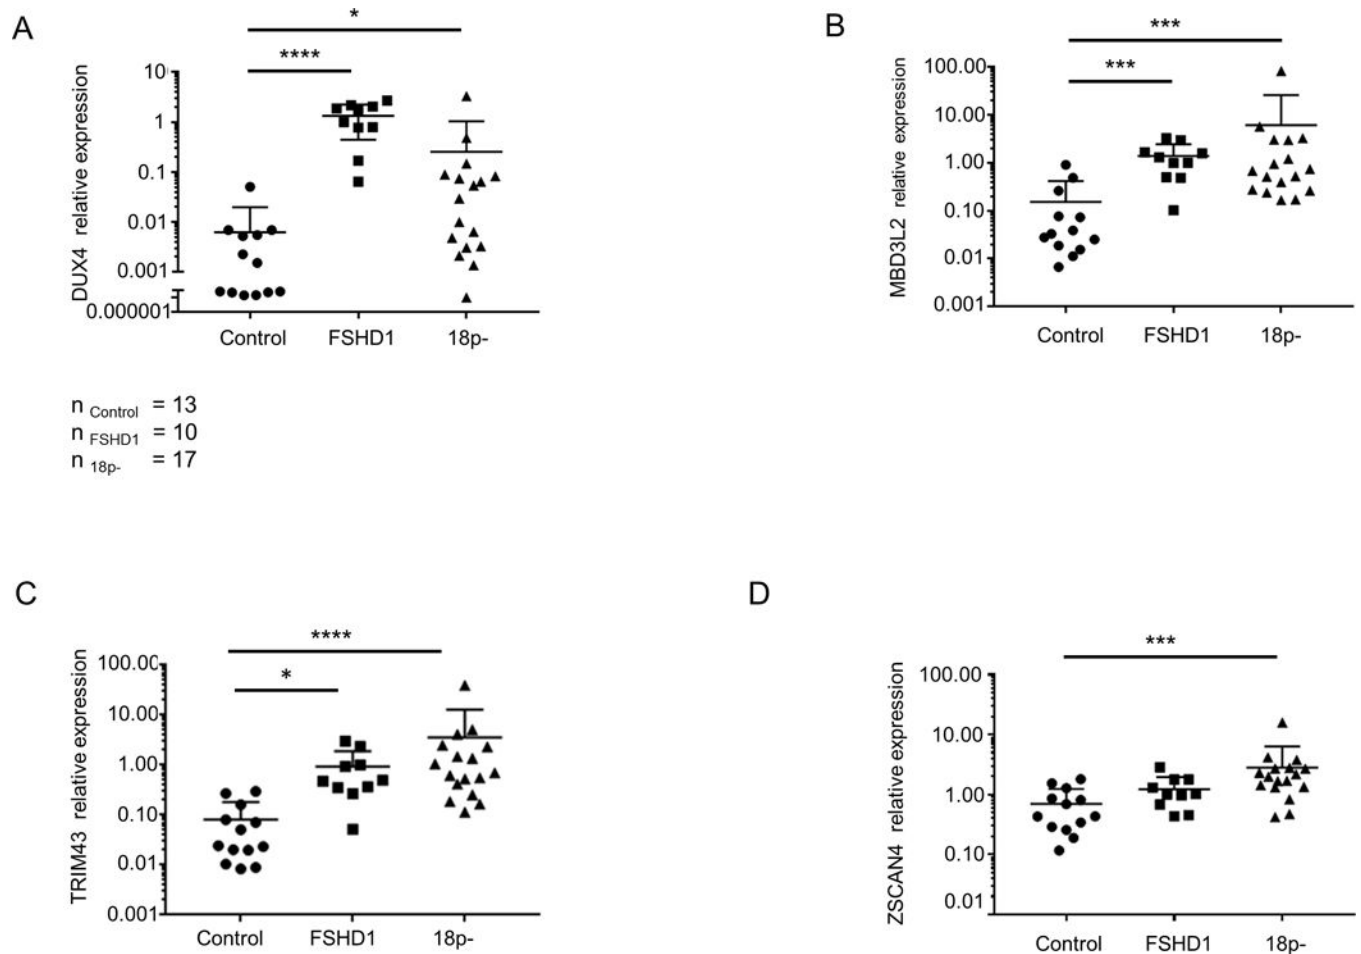 A
*
****
DUX4 relative expression
10
1
0.1
0.01
0.001
0.000001
Control FSHD1 18p-
n Control = 13
n FSHD1 = 10
n 18p- = 17
B
***
***
MBD3L2 relative expression
100.00
10.00
1.00
0.10
0.01
0.001
Control FSHD1 18p-
C
****
*
TRIM43 relative expression
100.00
10.00
1.00
0.10
0.01
0.001
Control FSHD1 18p-
D
***
ZSCAN4 relative expression
100.00
10.00
1.00
0.10
0.01
Control FSHD1 18p-